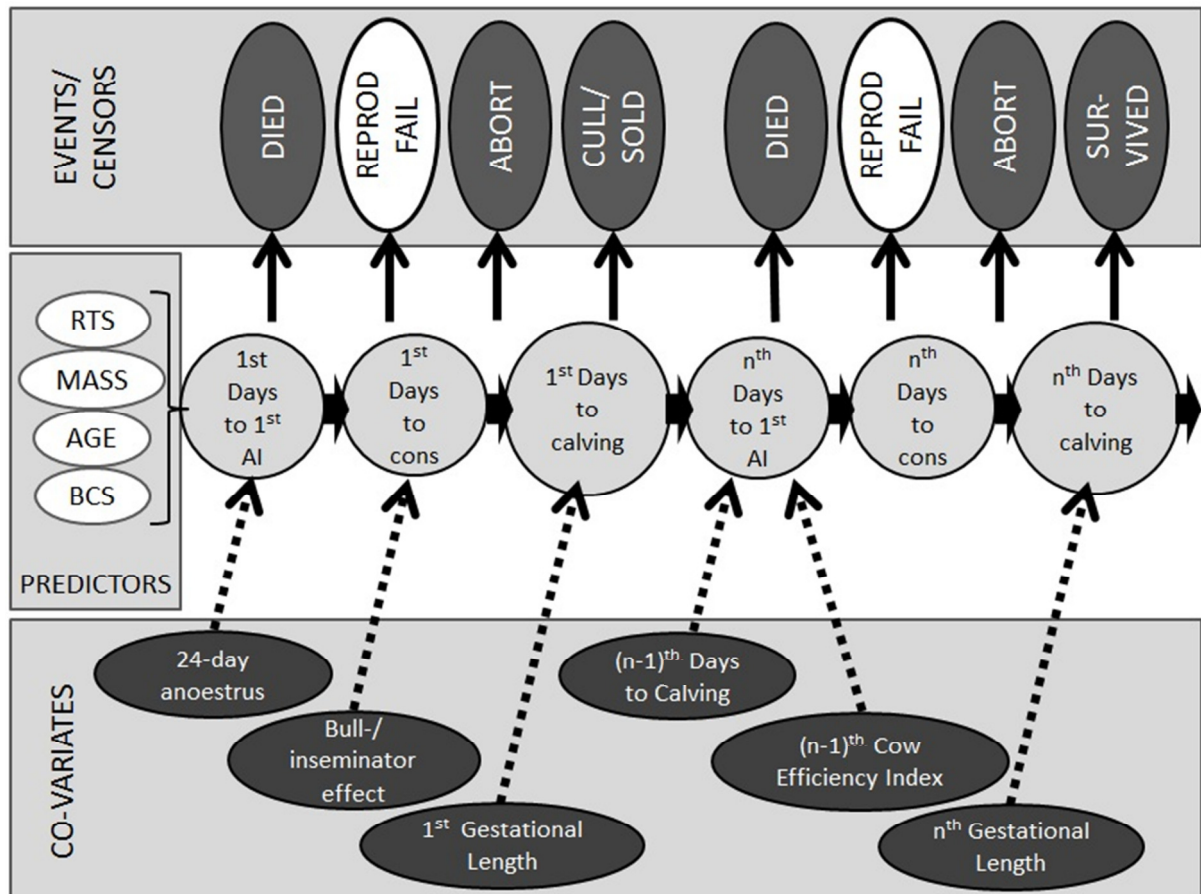 EVENTS/
CENSORS
DIED
REPROD
FAIL
ABORT
CULL/
SOLD
DIED
REPROD
FAIL
ABORT
SUR-
VIVED
RTS
MASS
AGE
BCS
PREDICTORS
1st
Days
to 1st
AI
1st
Days
to
cons
1st Days
to
calving
nth
Days
to 1st
AI
nth
Days
to
cons
nth Days
to
calving
CO-VARIATES
24-day
anoestrus
Bull-/
inseminator
effect
1st Gestational
Length
(n-1)th Days
to Calving
(n-1)th Cow
Efficiency Index
nth Gestational
Length